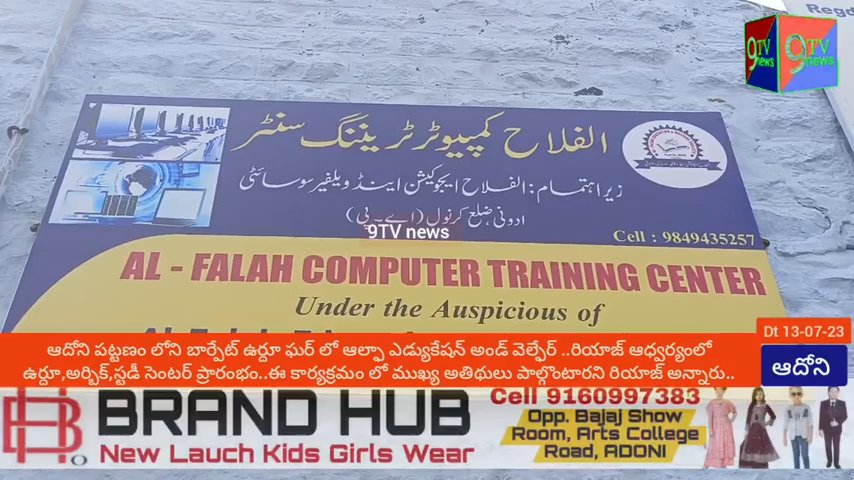 Regd
9TV news
9TV news
الفلاح کمپیوٹر ٹریننگ سنٹر
زیر اہتمام : الفلاح ایجوکیشن اینڈ ویلفیر سوسائٹی
ادونی ضلع کرنول (اے۔پی)
9TV news
Cell : 9849435257
AL - FALAH COMPUTER TRAINING CENTER
Under the Auspicious of
Dt 13-07-23
ఆదోని పట్టణం లోని బార్పేట్ ఉర్దూ ఘర్ లో ఆల్ఫా ఎడ్యుకేషన్ అండ్ వెల్ఫేర్ ..రియాజ్ ఆధ్వర్యంలో
ఉర్దూ,అర్బిక్,స్టడీ సెంటర్ ప్రారంభం..ఈ కార్యక్రమం లో ముఖ్య అతిథులు పాల్గొంటారని రియాజ్ అన్నారు..
ఆదోని
BRAND HUB
New Lauch Kids Girls Wear
Cell 9160997383
Opp. Bajaj Show
Room, Arts College
Road, ADONI